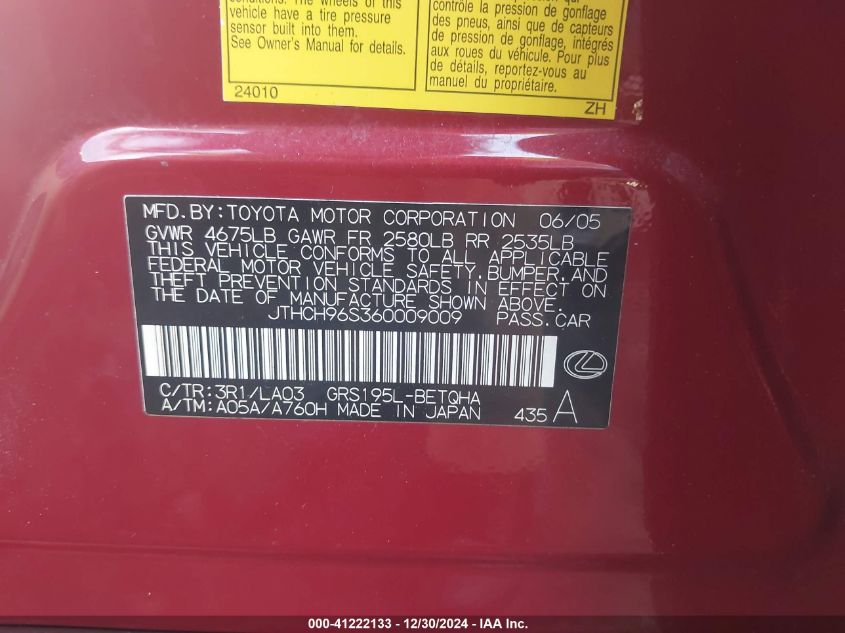 conditions. The wheels of this
vehicle have a tire pressure
sensor built into them.
See Owner's Manual for details.
24010
contrôle la pression de gonflage
des pneus, ainsi que de capteurs
de pression de gonflage, intégrés
aux roues du véhicule. Pour plus
de détails, reportez-vous au
manuel du propriétaire.
ZH
MFD.BY:TOYOTA MOTOR CORPORATION 06/05
GVWR 4675LB GAWR FR 2580LB RR 2535LB
THIS VEHICLE CONFORMS TO ALL APPLICABLE
FEDERAL MOTOR VEHICLE SAFETY,BUMPER,AND
THEFT PREVENTION STANDARDS IN EFFECT ON
THE DATE OF MANUFACTURE SHOWN ABOVE.
JTHCH96S360009009 PASS.CAR
C/TR:3R1/LA03 GRS195L-BETQHA
A/TM:A05A/A760H MADE IN JAPAN 435 A
000-41222133 - 12/30/2024 - IAA Inc.